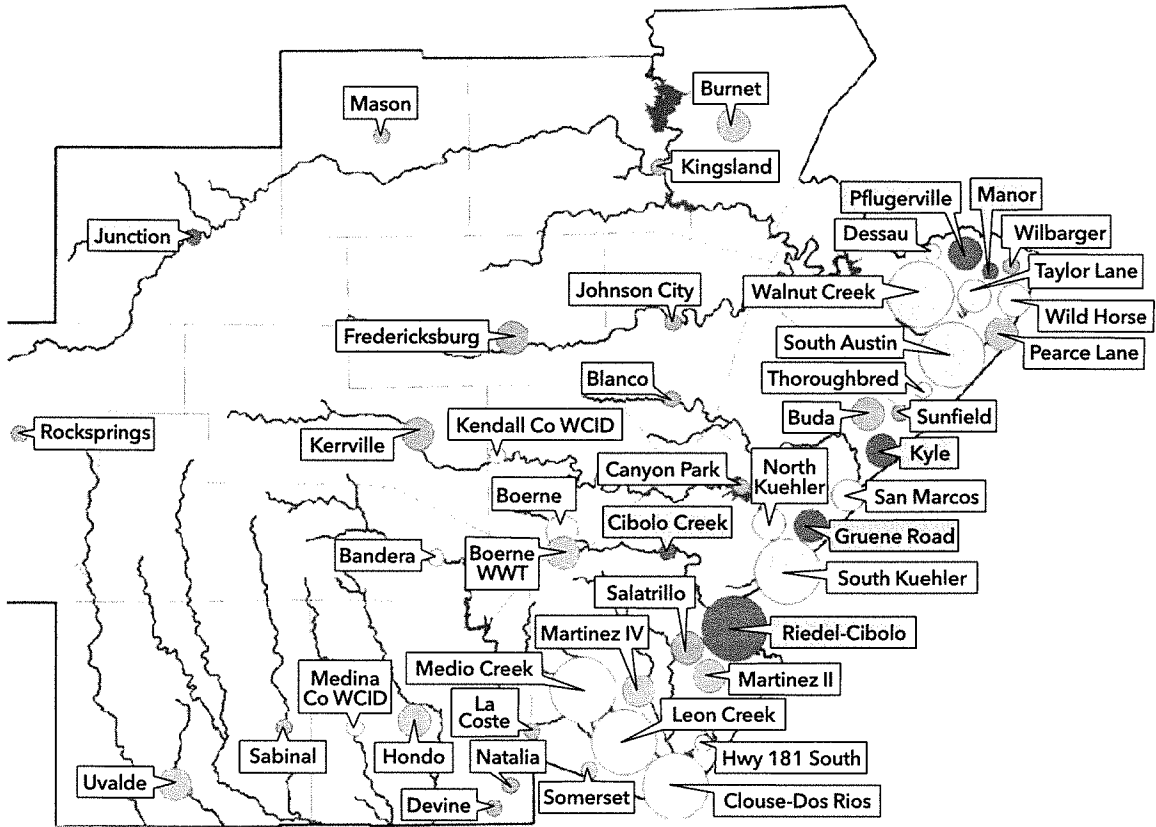 Burnet
Mason
Kingsland
Pflugerville
Manor
Dessau
Wilbarger
Junction
Taylor Lane
Johnson City
Walnut Creek
Wild Horse
Fredericksburg
South Austin
Pearce Lane
Blanco
Thoroughbred
Rocksprings
Kerrville
Kendall Co WCID
Buda
Sunfield
Kyle
Canyon Park
North
Kuehler
San Marcos
Boerne
Cibolo Creek
Gruene Road
Bandera
Boerne
WWT
South Kuehler
Salatrillo
Martinez IV
Riedel-Cibolo
Medio Creek
Martinez II
Medina
Co WCID
La
Coste
Leon Creek
Sabinal
Hondo
Natalia
Hwy 181 South
Uvalde
Devine
Somerset
Clouse-Dos Rios